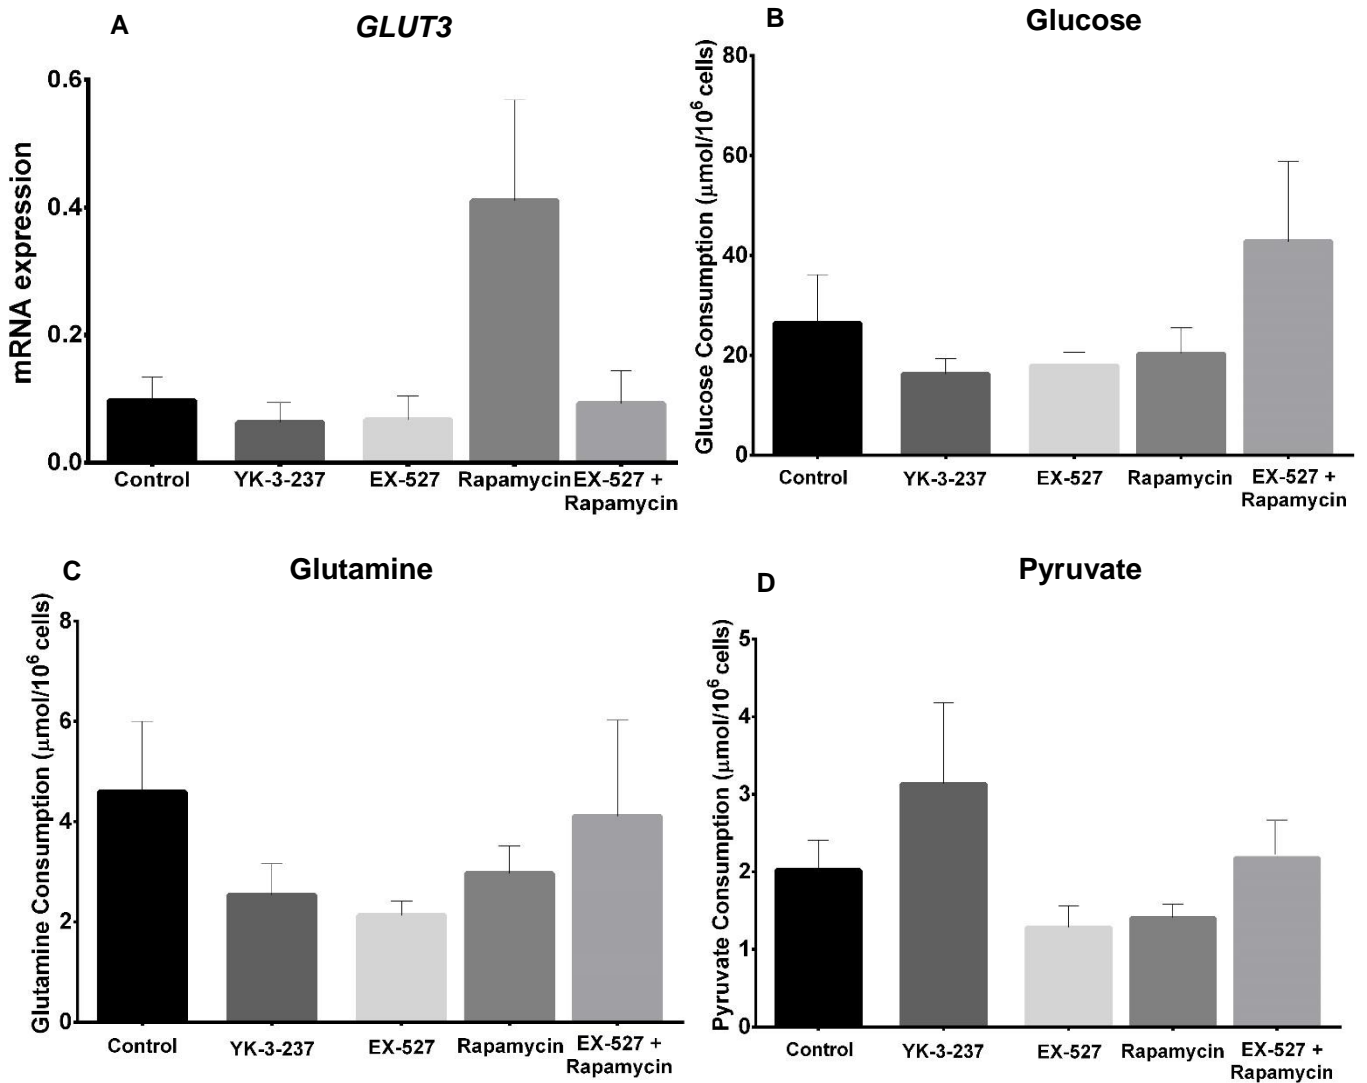 A
GLUT3
mRNA expression
0.6
0.4
0.2
0.0
Control
YK-3-237
EX-527
Rapamycin
EX-527 +
Rapamycin
B
Glucose
Glucose Consumption (μmol/10⁶ cells)
80
60
40
20
0
Control
YK-3-237
EX-527
Rapamycin
EX-527 +
Rapamycin
C
Glutamine
Glutamine Consumption (μmol/10⁶ cells)
8
6
4
2
0
Control
YK-3-237
EX-527
Rapamycin
EX-527 +
Rapamycin
D
Pyruvate
Pyruvate Consumption (μmol/10⁶ cells)
5
4
3
2
1
0
Control
YK-3-237
EX-527
Rapamycin
EX-527 +
Rapamycin